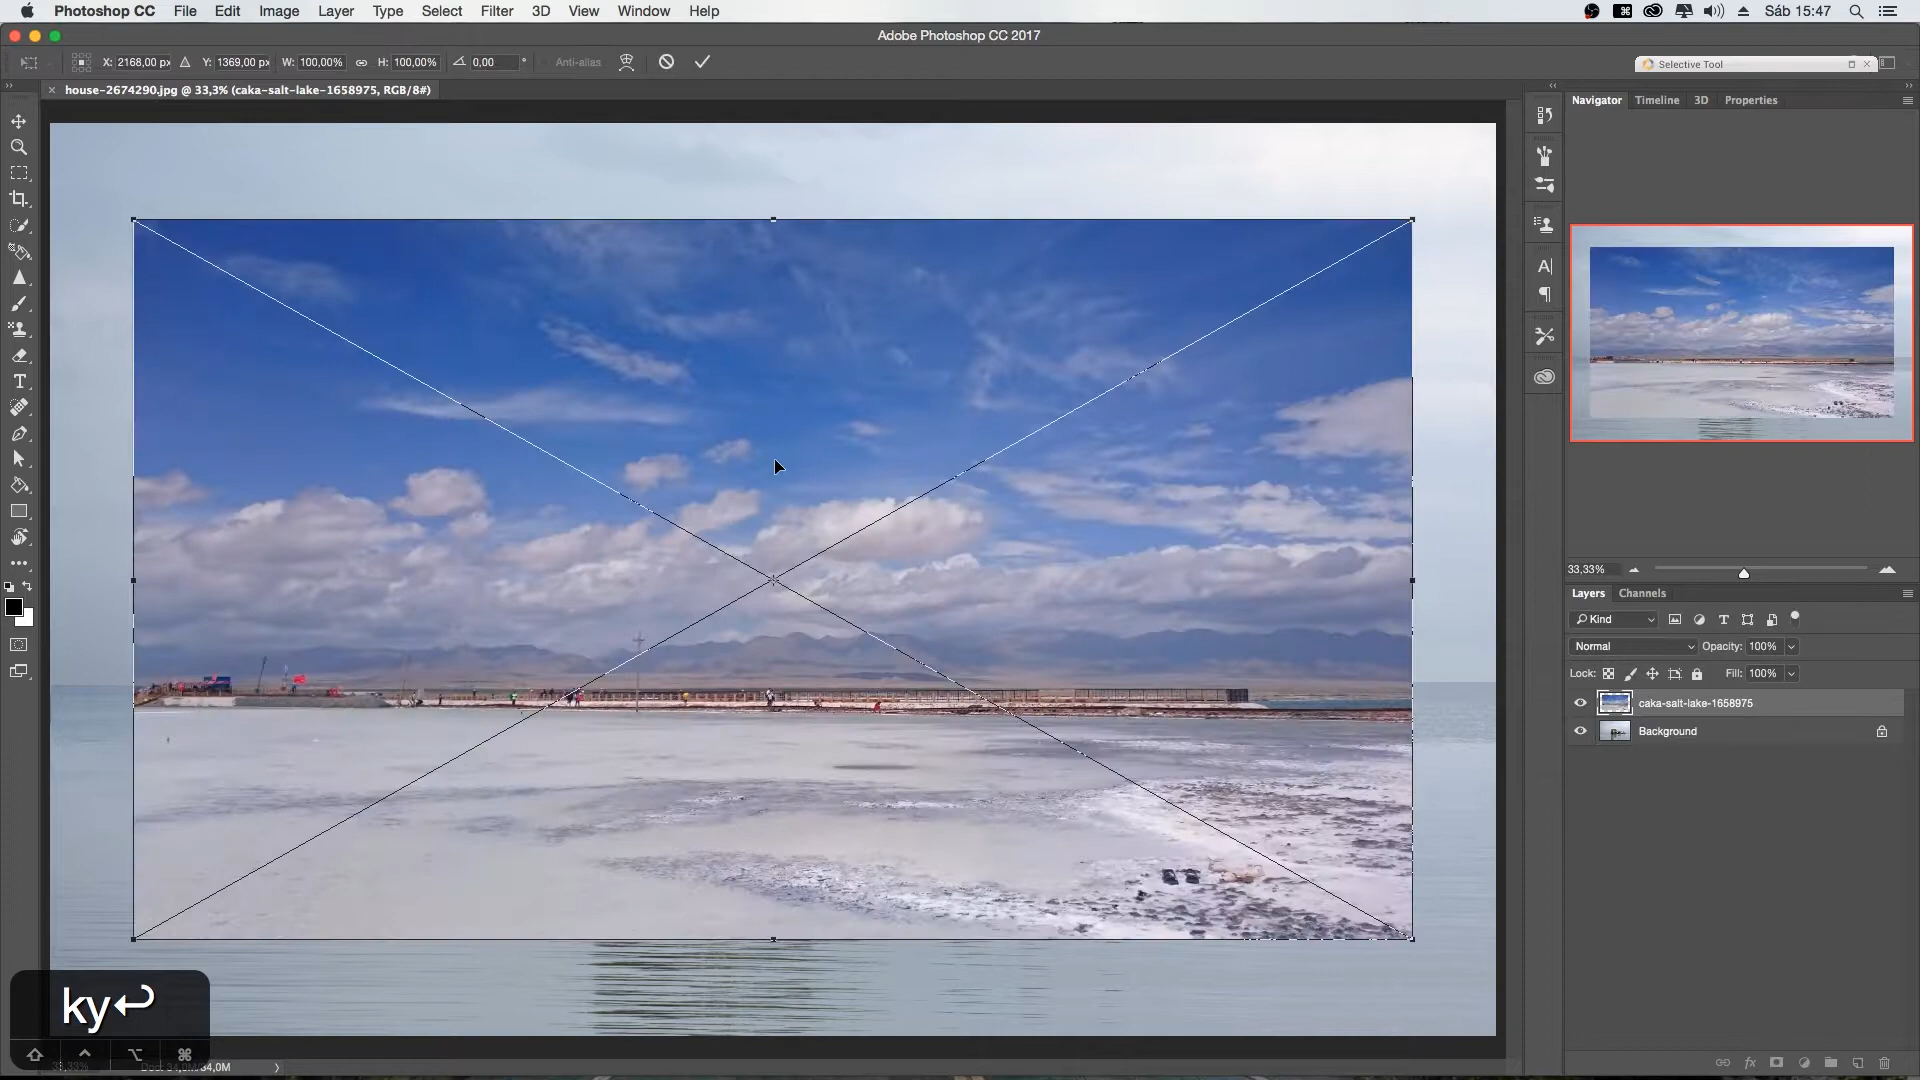 Photoshop CC File Edit Image Layer Type Select Filter 3D View Window Help Sáb 15:47
Adobe Photoshop CC 2017
X: 2168,00 px Y: 1369,00 px W: 100,00% H: 100,00% 0,00 ° Anti-alias
Selective Tool
house-2674290.jpg @ 33,3% (caka-salt-lake-1658975, RGB/8#)
Navigator Timeline 3D Properties
33,33%
Layers Channels
Kind
Normal Opacity: 100%
Lock: Fill: 100%
caka-salt-lake-1658975
Background
ky